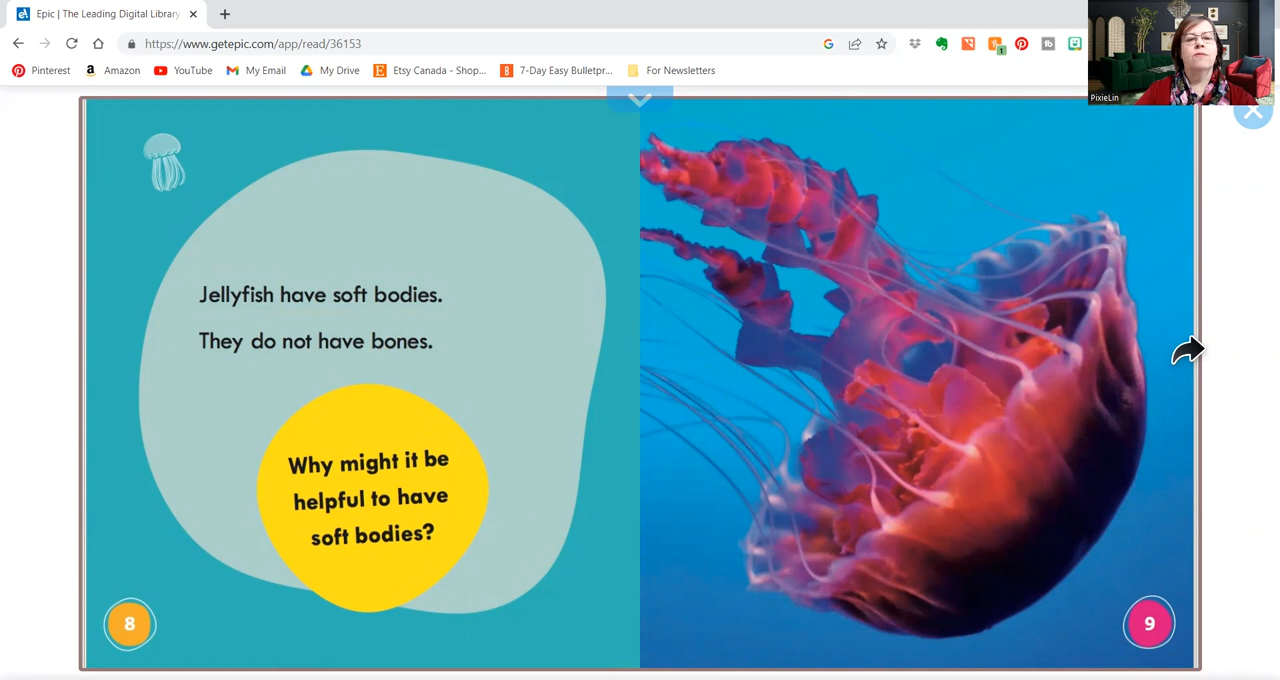 Epic | The Leading Digital Library
https://www.getepic.com/app/read/36153
Pinterest
Amazon
YouTube
My Email
My Drive
Etsy Canada - Shop...
7-Day Easy Bulletpr...
For Newsletters
PixieLin
Jellyfish have soft bodies.
They do not have bones.
Why might it be
helpful to have
soft bodies?
8
9